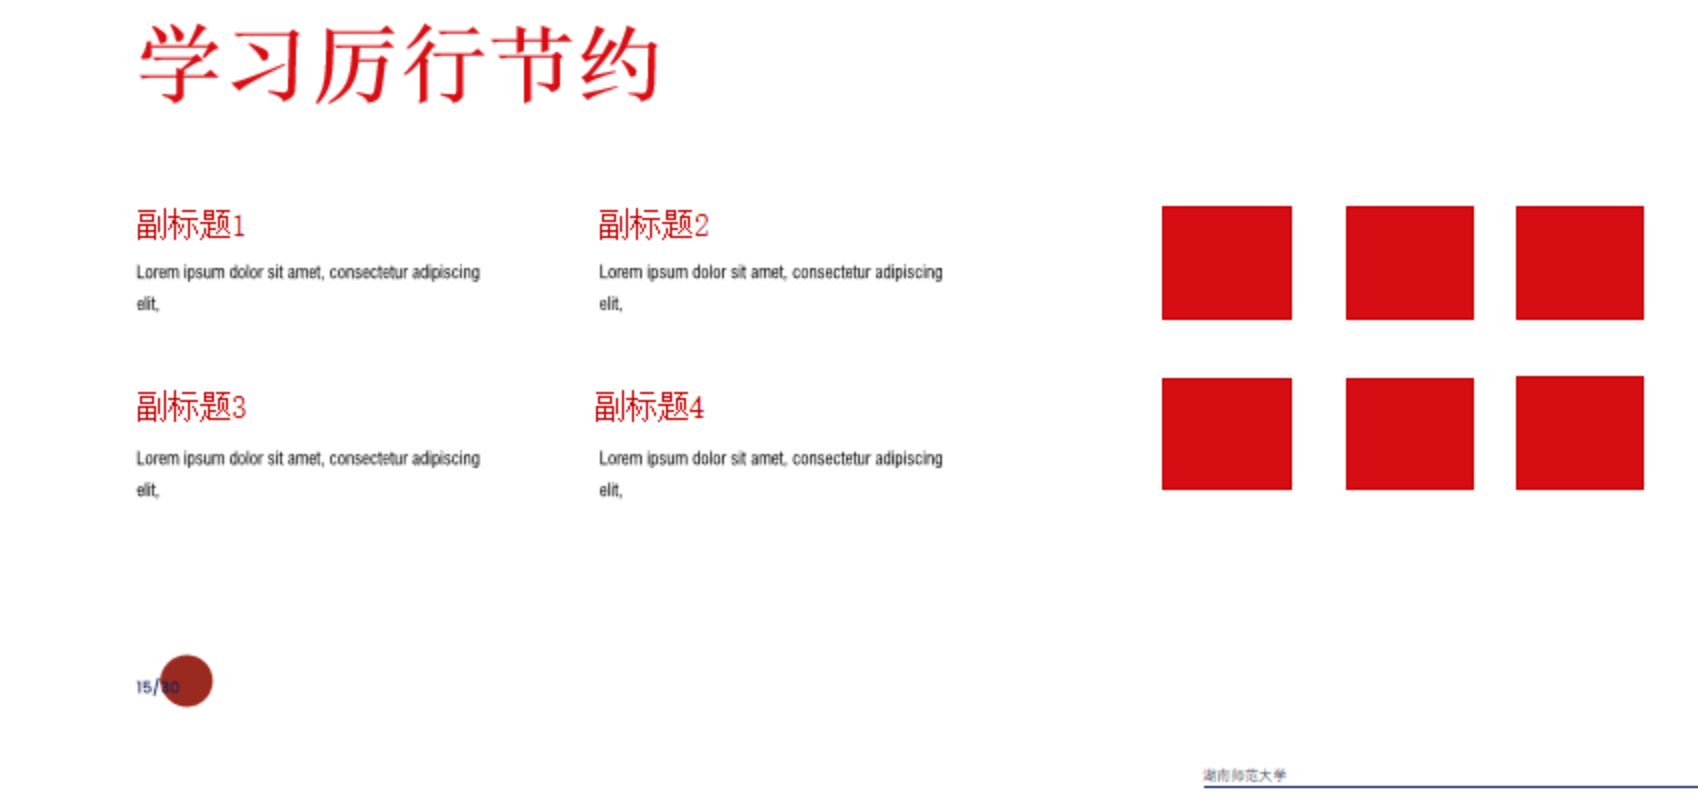 学习厉行节约
副标题1
Lorem ipsum dolor sit amet, consectetur adipiscing
elit,
副标题2
Lorem ipsum dolor sit amet, consectetur adipiscing
elit,
副标题3
Lorem ipsum dolor sit amet, consectetur adipiscing
elit,
副标题4
Lorem ipsum dolor sit amet, consectetur adipiscing
elit,
15/30
湖南师范大学